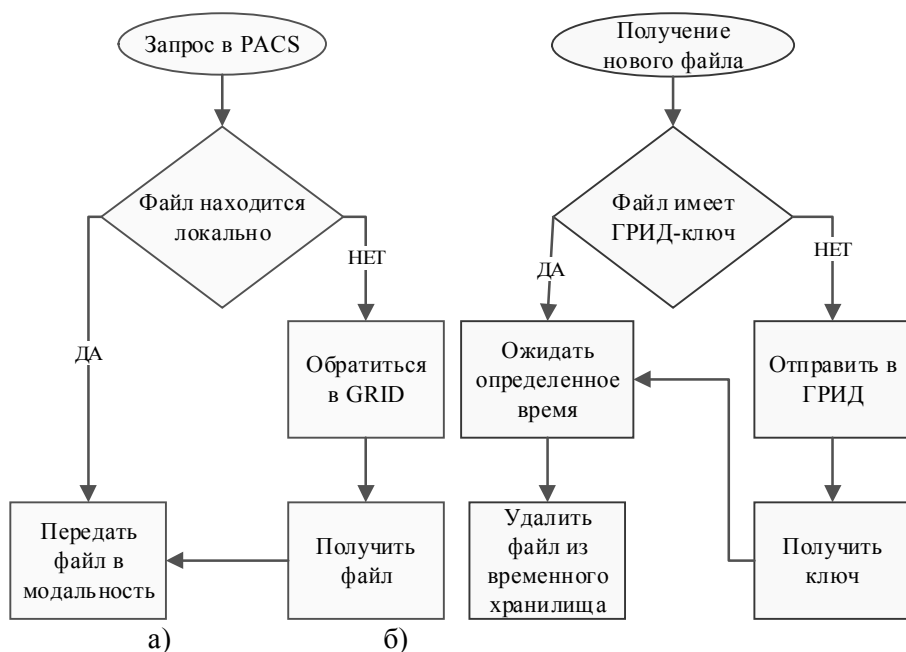 Запрос в PACS
Файл находится
локально
ДА
НЕТ
Обратиться
в GRID
Получить
файл
Передать
файл в
модальность
а)
Получение
нового файла
Файл имеет
ГРИД-ключ
ДА
НЕТ
Ожидать
определенное
время
Отправить в
ГРИД
Удалить
файл из
временного
хранилища
Получить
ключ
б)